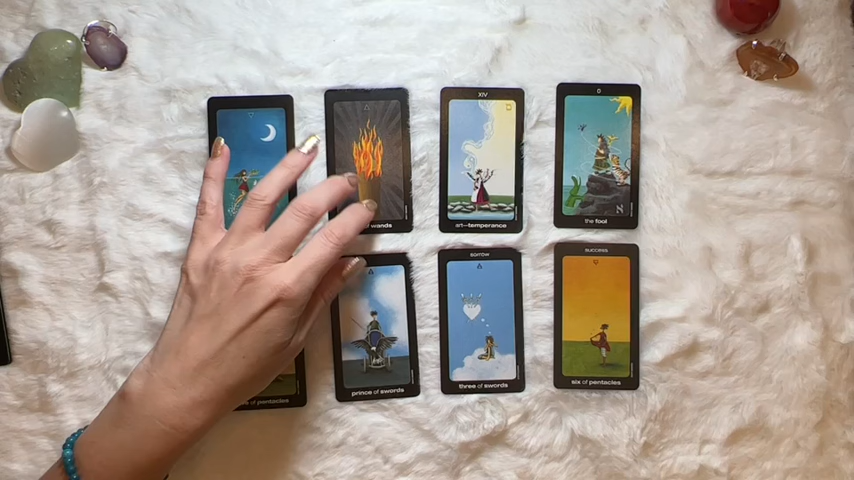 XIV
O
of wands
art—temperance
the fool
sorrow
success
of pentacles
prince of swords
three of swords
six of pentacles